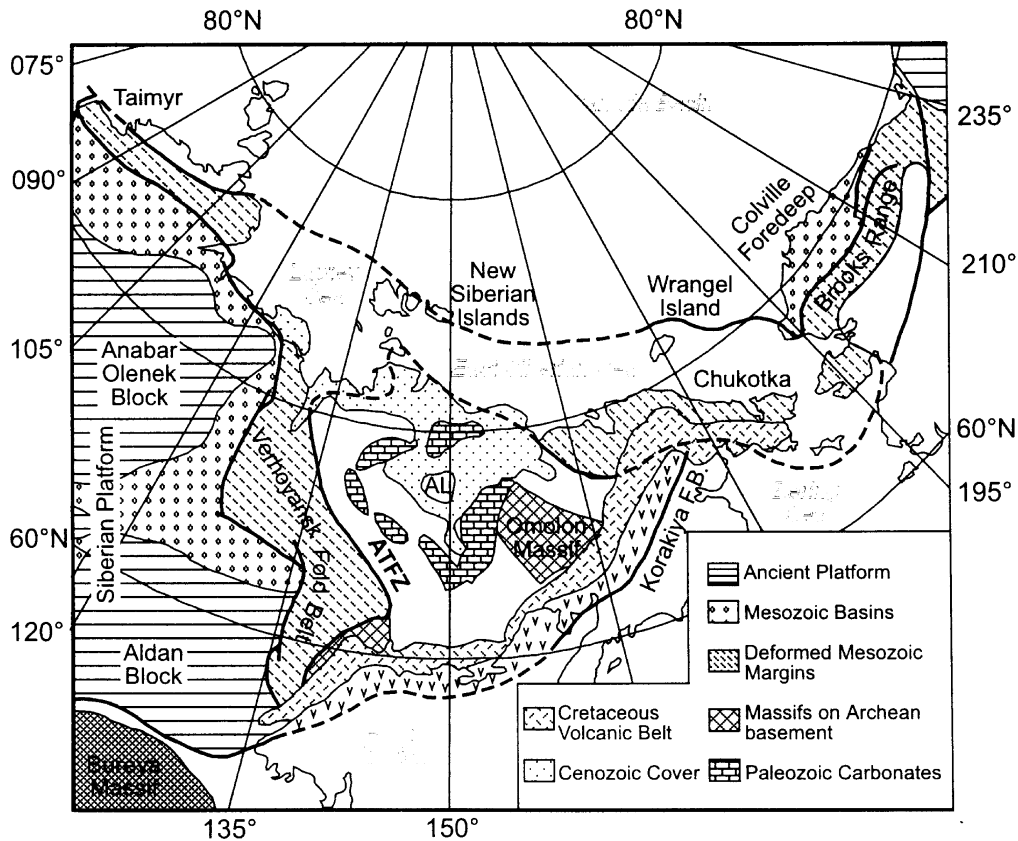 80°N
80°N
075°
Taimyr
235°
090°
Colville
Foredeep
Brooks Range
210°
New
Siberian
Islands
Wrangel
Island
105°
Anabar
Olenek
Block
Chukotka
60°N
Verhoyansk Fold Belt
AL
195°
Siberian Platform
60°N
Omolon
Massif
ATFZ
Korakiya F.B.
120°
Aldan
Block
Bureya
Massif
Ancient Platform
Mesozoic Basins
Deformed Mesozoic
Margins
Cretaceous
Volcanic Belt
Massifs on Archean
basement
Cenozoic Cover
Paleozoic Carbonates
135°
150°